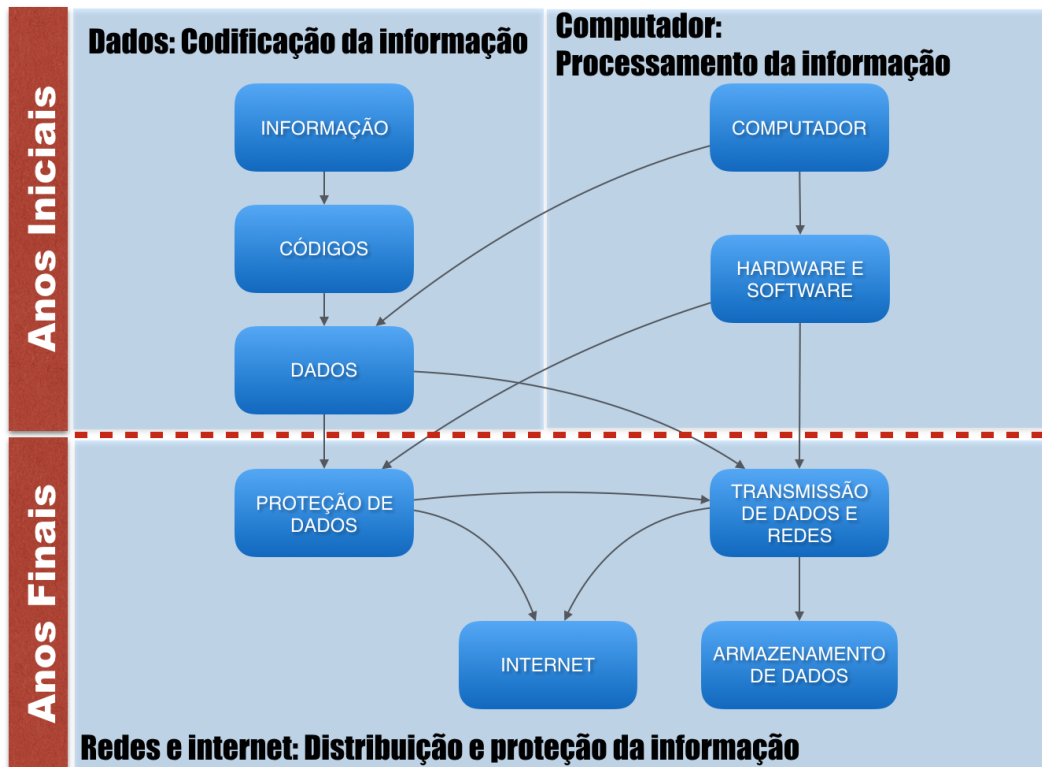 Anos Iniciais
Dados: Codificação da informação
INFORMAÇÃO
CÓDIGOS
DADOS
Computador:
Processamento da informação
COMPUTADOR
HARDWARE E
SOFTWARE
Anos Finais
PROTEÇÃO DE
DADOS
TRANSMISSÃO
DE DADOS E
REDES
INTERNET
ARMAZENAMENTO
DE DADOS
Redes e internet: Distribuição e proteção da informação